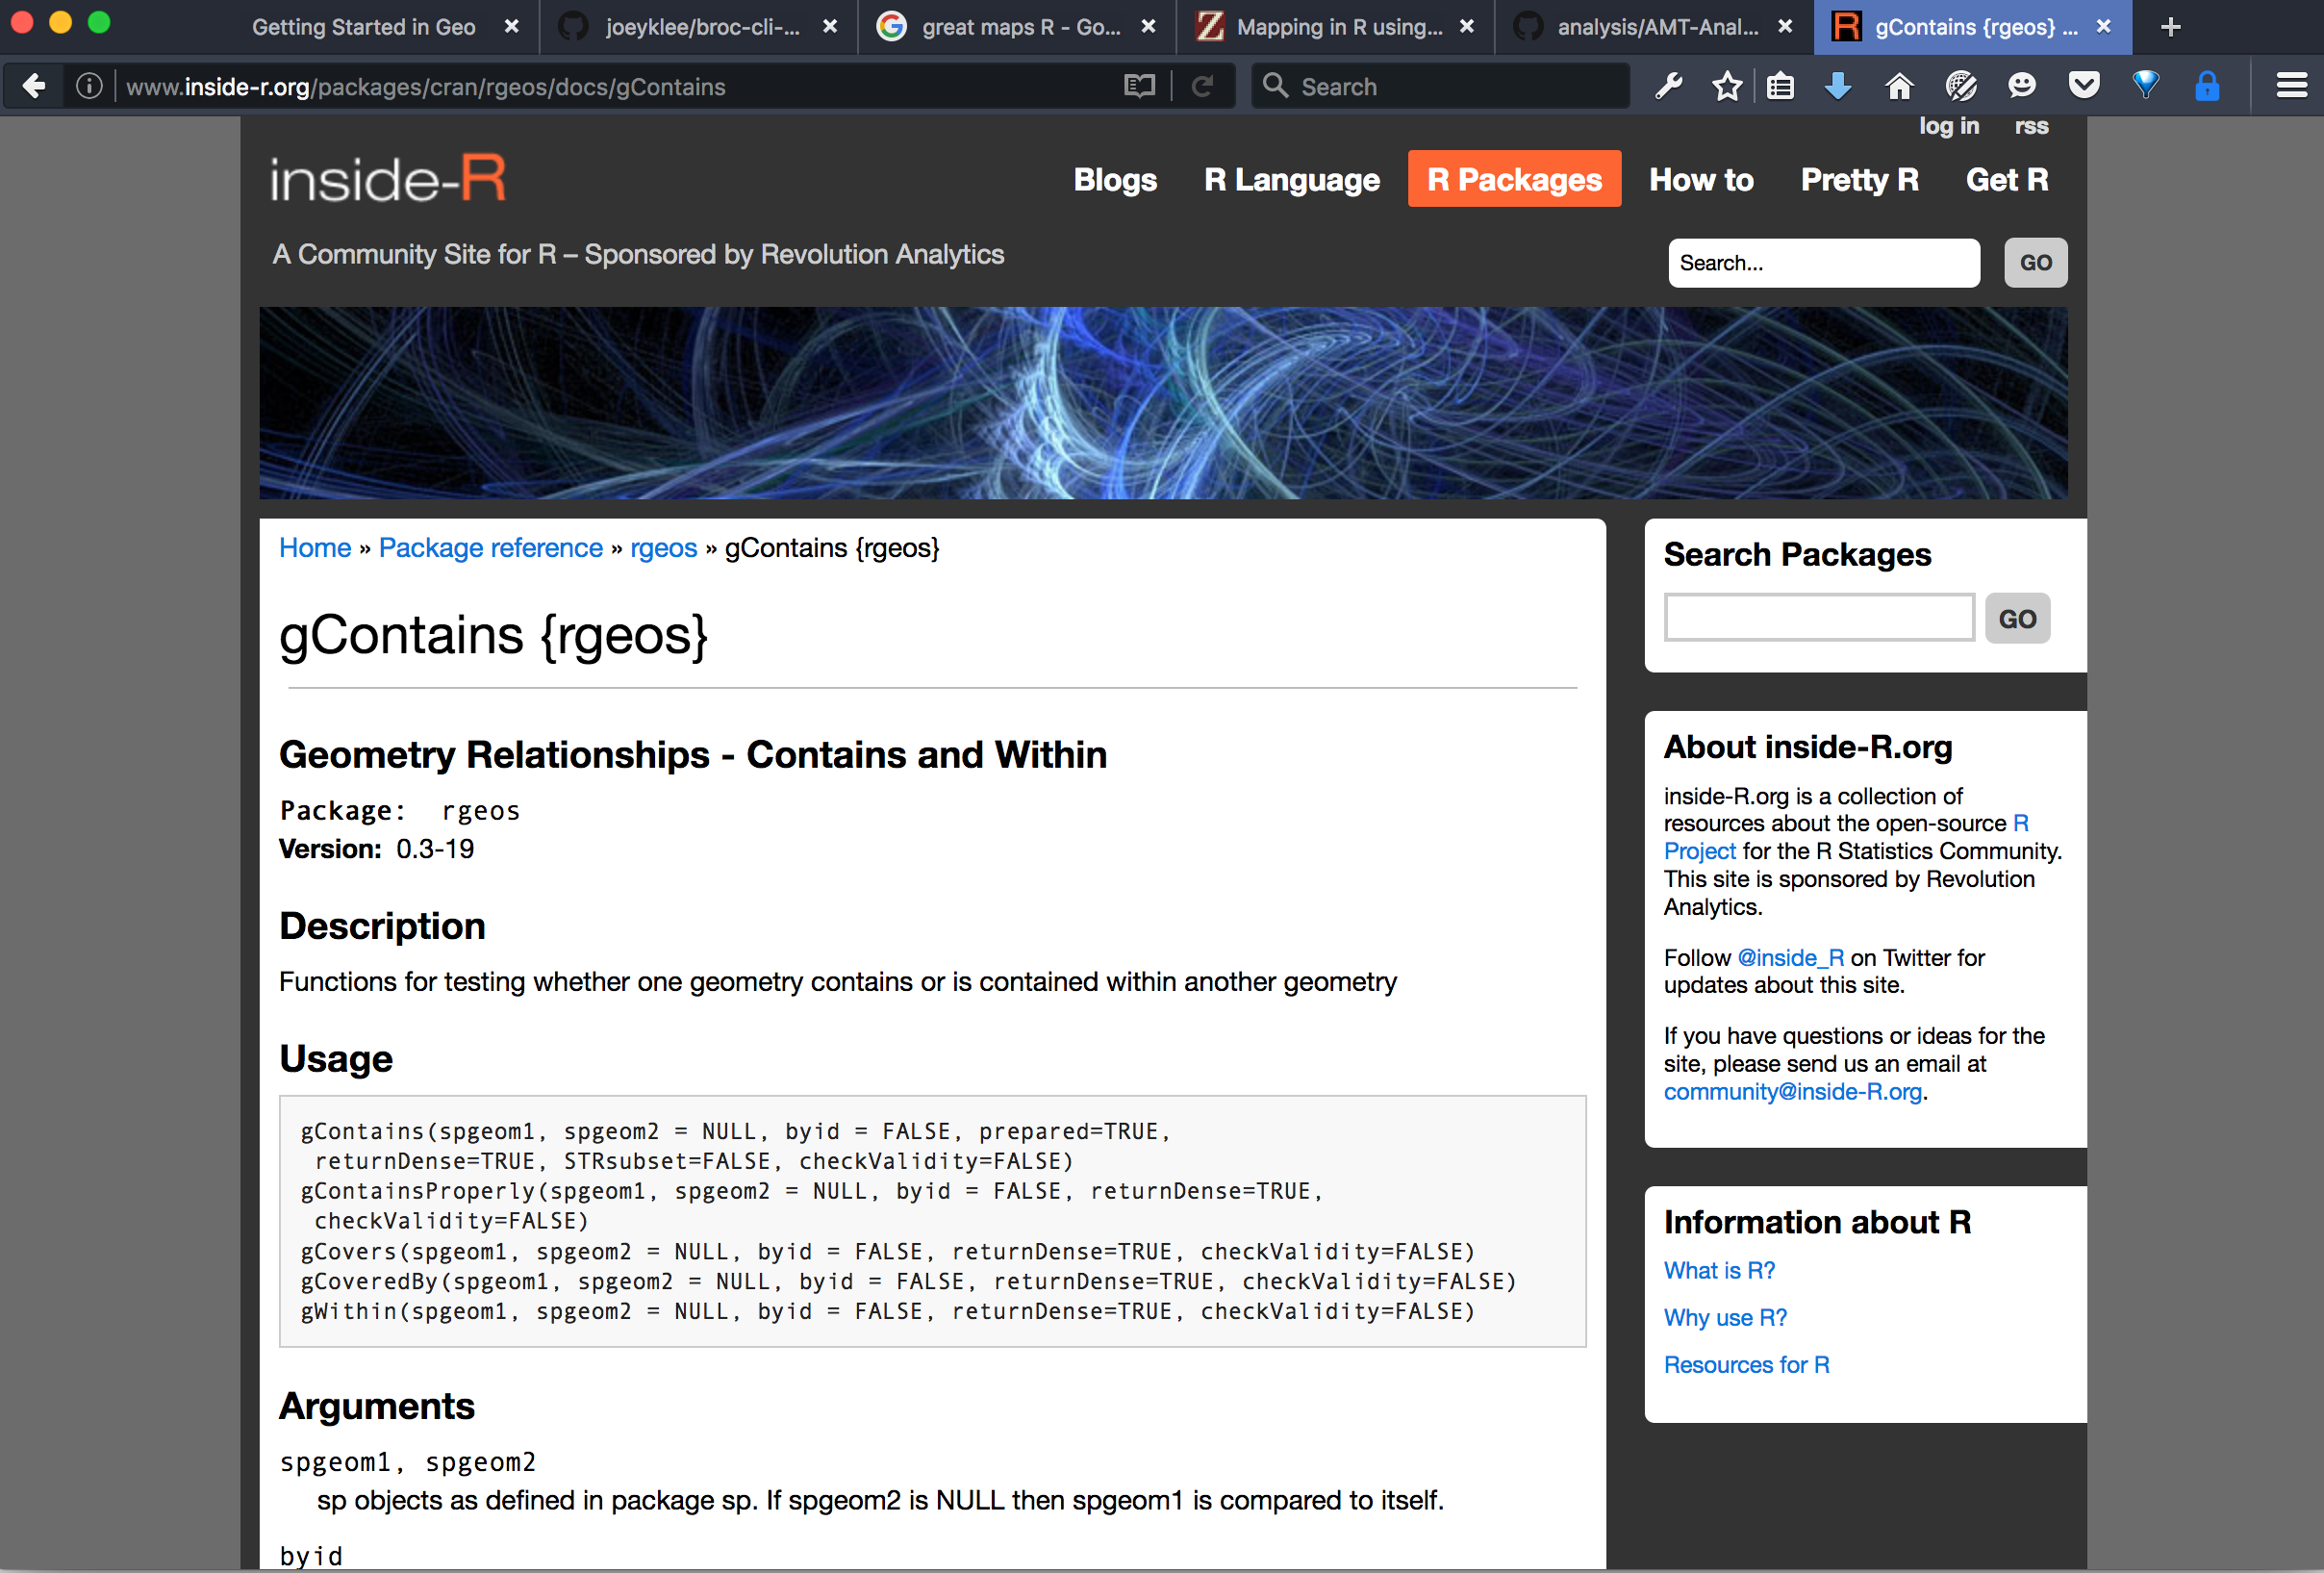 Getting Started in Geo
joeyklee/broc-cli-...
great maps R - Go...
Mapping in R using...
analysis/AMT-Anal...
gContains {rgeos} ...
www.inside-r.org/packages/cran/rgeos/docs/gContains
Search
log in rss
inside-R
Blogs R Language R Packages How to Pretty R Get R
A Community Site for R – Sponsored by Revolution Analytics
Search... GO
Home » Package reference » rgeos » gContains {rgeos}
gContains {rgeos}
Geometry Relationships - Contains and Within
Package: rgeos
Version: 0.3-19
Description
Functions for testing whether one geometry contains or is contained within another geometry
Usage
gContains(spgeom1, spgeom2 = NULL, byid = FALSE, prepared=TRUE,
returnDense=TRUE, STRsubset=FALSE, checkValidity=FALSE)
gContainsProperly(spgeom1, spgeom2 = NULL, byid = FALSE, returnDense=TRUE,
checkValidity=FALSE)
gCovers(spgeom1, spgeom2 = NULL, byid = FALSE, returnDense=TRUE, checkValidity=FALSE)
gCoveredBy(spgeom1, spgeom2 = NULL, byid = FALSE, returnDense=TRUE, checkValidity=FALSE)
gWithin(spgeom1, spgeom2 = NULL, byid = FALSE, returnDense=TRUE, checkValidity=FALSE)
Arguments
spgeom1, spgeom2
sp objects as defined in package sp. If spgeom2 is NULL then spgeom1 is compared to itself.
byid
Search Packages
GO
About inside-R.org
inside-R.org is a collection of
resources about the open-source R
Project for the R Statistics Community.
This site is sponsored by Revolution
Analytics.
Follow @inside_R on Twitter for
updates about this site.
If you have questions or ideas for the
site, please send us an email at
community@inside-R.org.
Information about R
What is R?
Why use R?
Resources for R